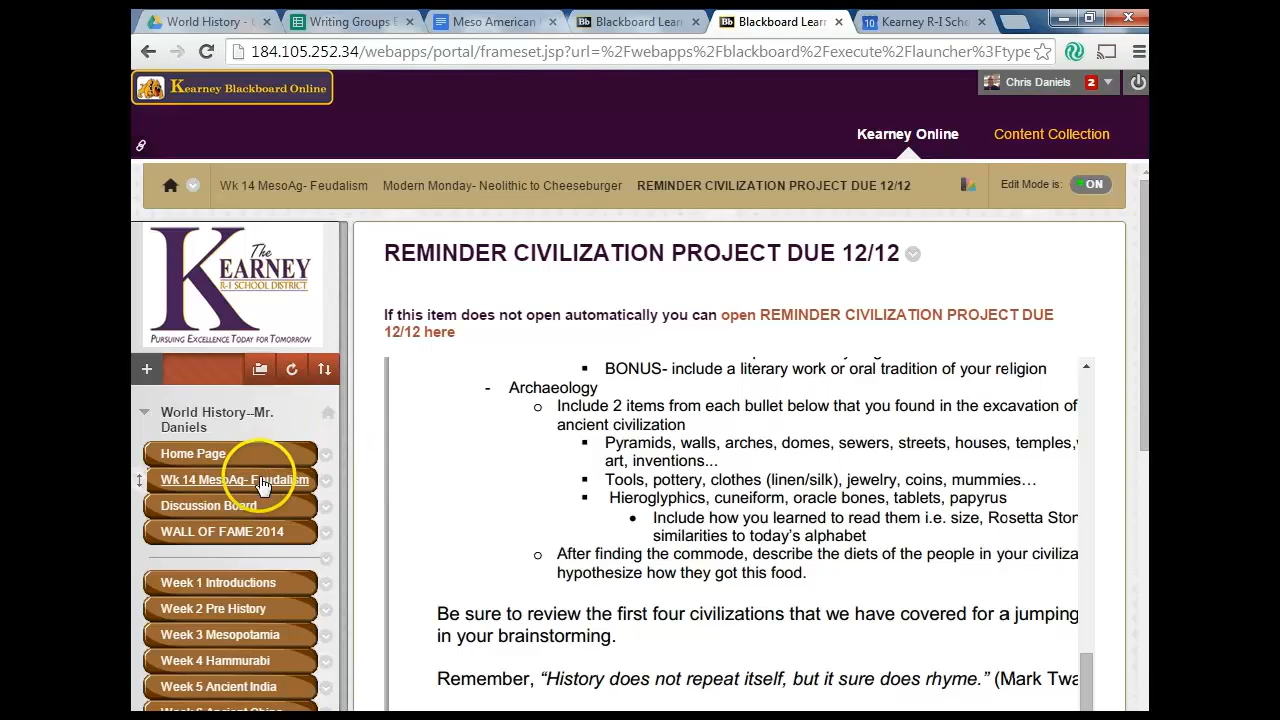 World History - U
Writing Groups E
Meso American
Blackboard Learn
Blackboard Learn
Kearney R-I Scho
184.105.252.34/webapps/portal/frameset.jsp?url=%2Fwebapps%2Fblackboard%2Fexecute%2Flauncher%3Ftype
Kearney Blackboard Online
Chris Daniels
2
Kearney Online
Content Collection
Wk 14 MesoAg- Feudalism
Modern Monday- Neolithic to Cheeseburger
REMINDER CIVILIZATION PROJECT DUE 12/12
Edit Mode is:
ON
The
KEARNEY
R-I SCHOOL DISTRICT
PURSUING EXCELLENCE TODAY FOR TOMORROW
World History--Mr.
Daniels
Home Page
Wk 14 MesoAg- Feudalism
Discussion Board
WALL OF FAME 2014
Week 1 Introductions
Week 2 Pre History
Week 3 Mesopotamia
Week 4 Hammurabi
Week 5 Ancient India
REMINDER CIVILIZATION PROJECT DUE 12/12
If this item does not open automatically you can open REMINDER CIVILIZATION PROJECT DUE
12/12 here
▪ BONUS- include a literary work or oral tradition of your religion
- Archaeology
o Include 2 items from each bullet below that you found in the excavation of
ancient civilization
▪ Pyramids, walls, arches, domes, sewers, streets, houses, temples,
art, inventions...
▪ Tools, pottery, clothes (linen/silk), jewelry, coins, mummies…
▪ Hieroglyphics, cuneiform, oracle bones, tablets, papyrus
• Include how you learned to read them i.e. size, Rosetta Ston
similarities to today's alphabet
o After finding the commode, describe the diets of the people in your civiliza
hypothesize how they got this food.
Be sure to review the first four civilizations that we have covered for a jumping
in your brainstorming.
Remember, “History does not repeat itself, but it sure does rhyme.” (Mark Twa